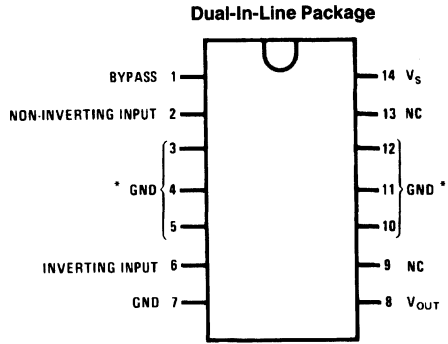 Dual-In-Line Package
BYPASS 1
14 VS
NON-INVERTING INPUT 2
13 NC
3
12
* GND 4
11 GND *
5
10
INVERTING INPUT 6
9 NC
GND 7
8 VOUT